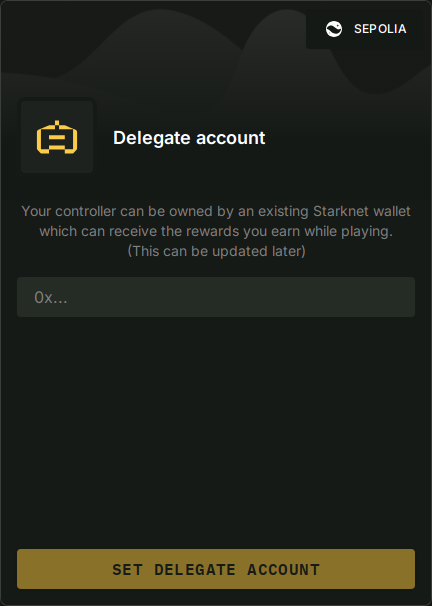 SEPOLIA
Delegate account
Your controller can be owned by an existing Starknet wallet
which can receive the rewards you earn while playing.
(This can be updated later)
0x...
SET DELEGATE ACCOUNT